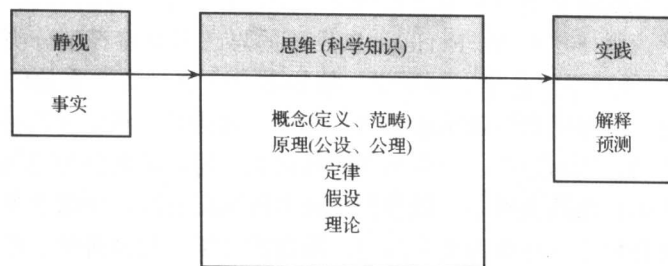 静观
事实
思维(科学知识)
概念(定义、范畴)
原理(公设、公理)
定律
假设
理论
实践
解释
预测